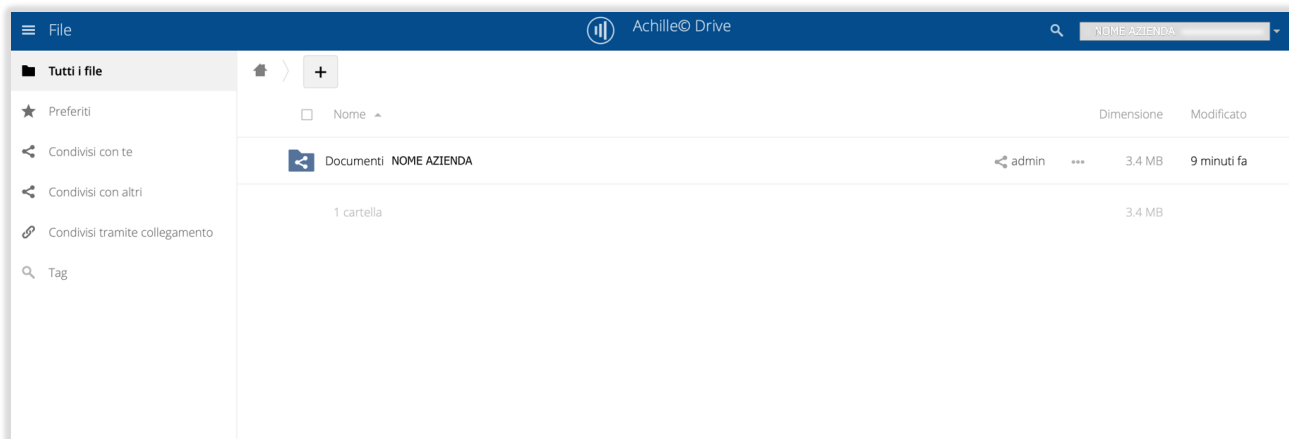 File
Achille© Drive
NOME AZIENDA
Tutti i file
+
Preferiti
Nome
Dimensione
Modificato
Condivisi con te
Documenti NOME AZIENDA
admin
3.4 MB
9 minuti fa
Condivisi con altri
1 cartella
3.4 MB
Condivisi tramite collegamento
Tag